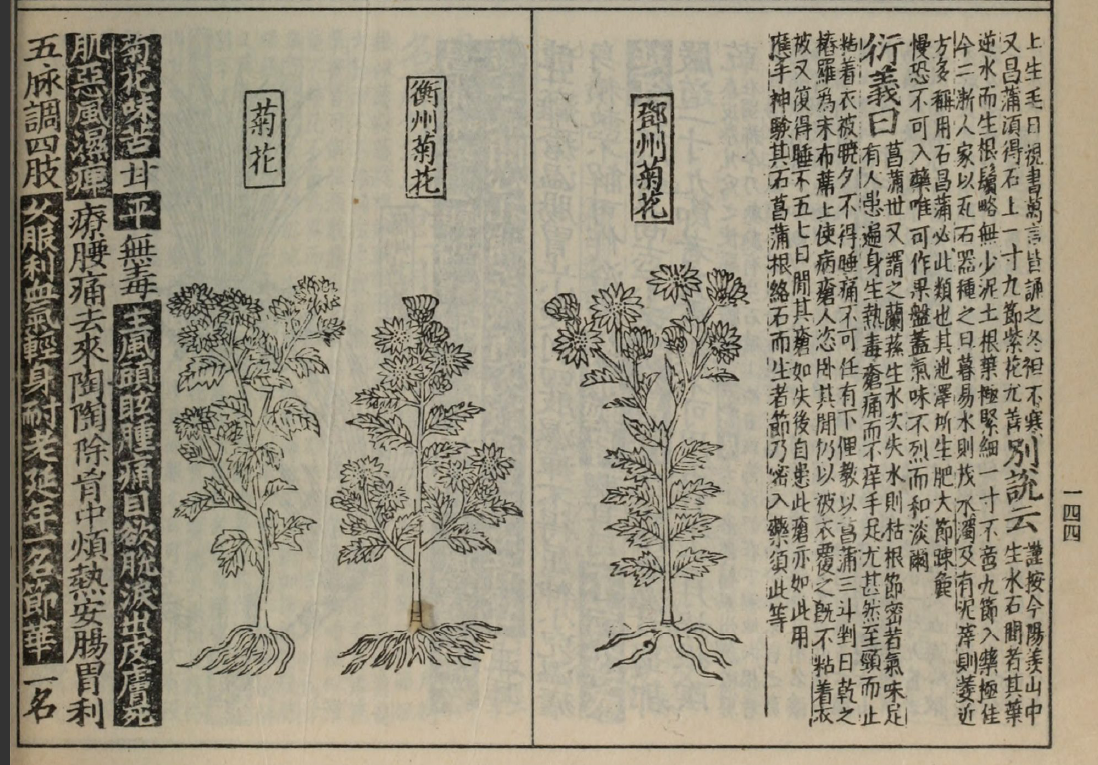 一四四
上生毛日視書萬言皆誦之冬袒不寒
又昌蒲須得石上一寸九節紫花尤善別說云謹按今陽羨山中
生水石間者其葉
逆水而生根鬚略無少泥土根葉極緊細一寸不啻九節入藥極佳
今二浙人家以瓦石器種之旦暮易水則茂水濁及有泥滓則萎近
方多稱用石昌蒲必此類也其池澤所生肥大節踈麄
慢恐不可入藥唯可作果盤蓋氣味不烈而和淡爾
衍義曰菖蒲世又謂之蘭蓀生水次失水則枯根節密者氣味足
有人患遍身生熱毒瘡痛而不痒手足尤甚然至頸而止
粘着衣被曉夕不得睡痛不可任有下俚教以菖蒲三斗剉日乾之
樁羅為末布蓆上使病瘡人恣卧其間仍以被衣覆之既不粘着衣
被又復得睡不五七日間其瘡如失後自患此瘡亦如此用
應手神驗其石菖蒲根絡石而生者節乃密入藥須此等
鄧州菊花
衡州菊花
菊花
菊花味苦甘平無毒主風頭眩腫痛目欲脫淚出皮膚死
肌惡風濕痺療腰痛去來陶陶除胷中煩熱安腸胃利
五脉調四肢久服利血氣輕身耐老延年一名節華一名